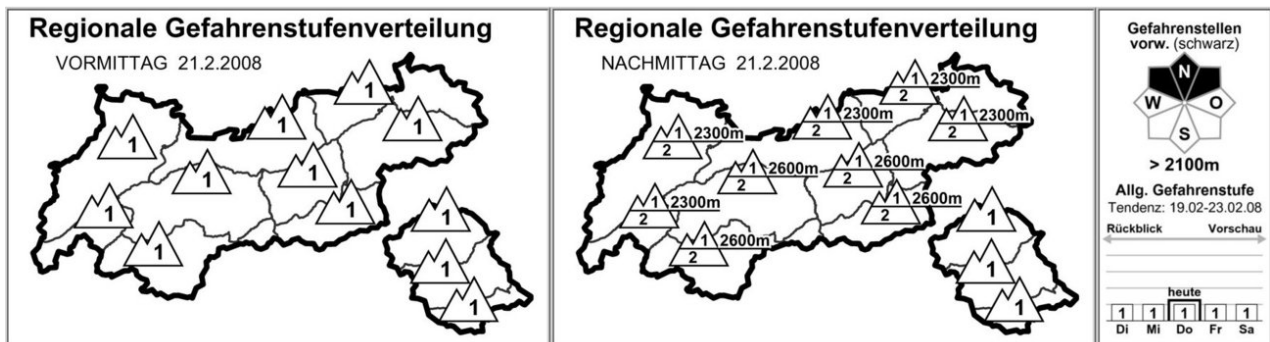 Regionale Gefahrenstufenverteilung
VORMITTAG 21.2.2008
1
1
1
1
1
1
1
1
1
1
1
1
Regionale Gefahrenstufenverteilung
NACHMITTAG 21.2.2008
1 2300m
2
1 2300m
2
1 2300m
2
1 2300m
2
1 2600m
2
1 2600m
2
1 2300m
2
1 2600m
2
1 2600m
2
1
1
1
Gefahrenstellen
vorw. (schwarz)
N
W O
S
> 2100m
Allg. Gefahrenstufe
Tendenz: 19.02-23.02.08
Rückblick Vorschau
heute
1 1 1 1 1
Di Mi Do Fr Sa